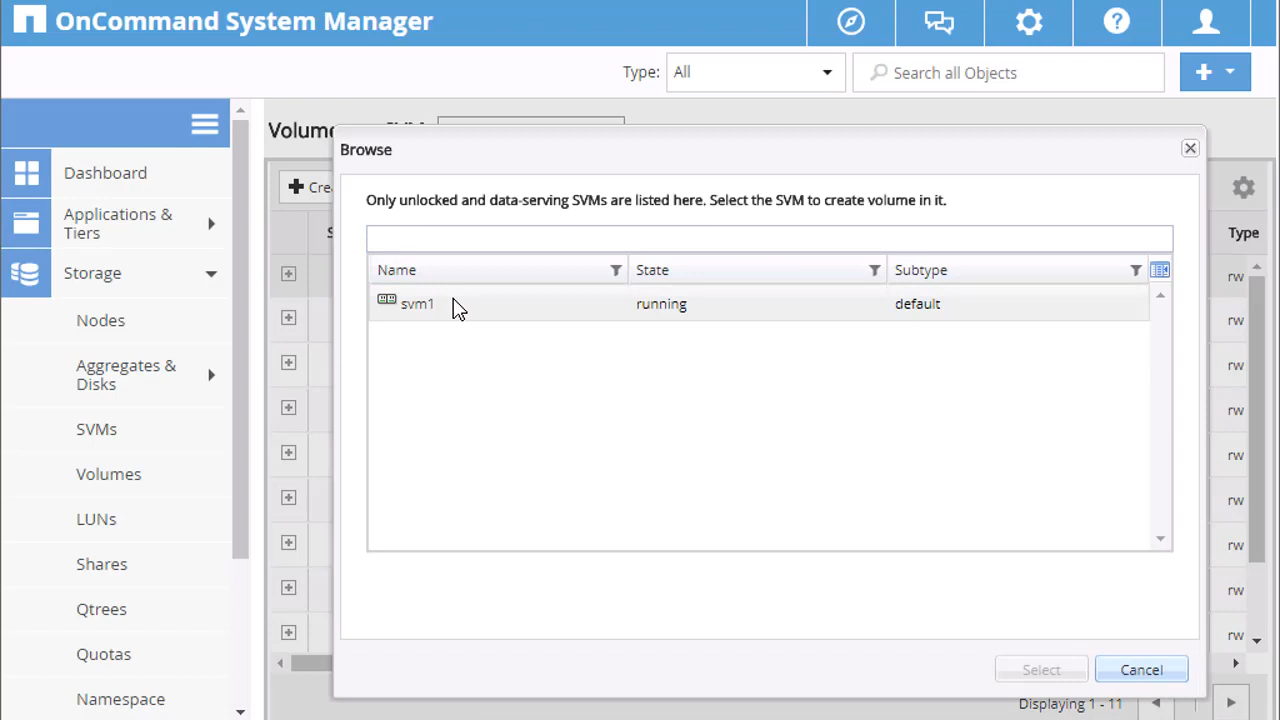 OnCommand System Manager
Type: All Search all Objects
Volume
Browse
Dashboard
Only unlocked and data-serving SVMs are listed here. Select the SVM to create volume in it.
Applications &
Tiers
Type
Name State Subtype
Storage
svm1 running default
rw
Nodes
rw
Aggregates &
Disks
rw
rw
SVMs
rw
Volumes
rw
LUNs
rw
Shares
rw
Qtrees
rw
Quotas
Select Cancel
Namespace
Displaying 1 - 11